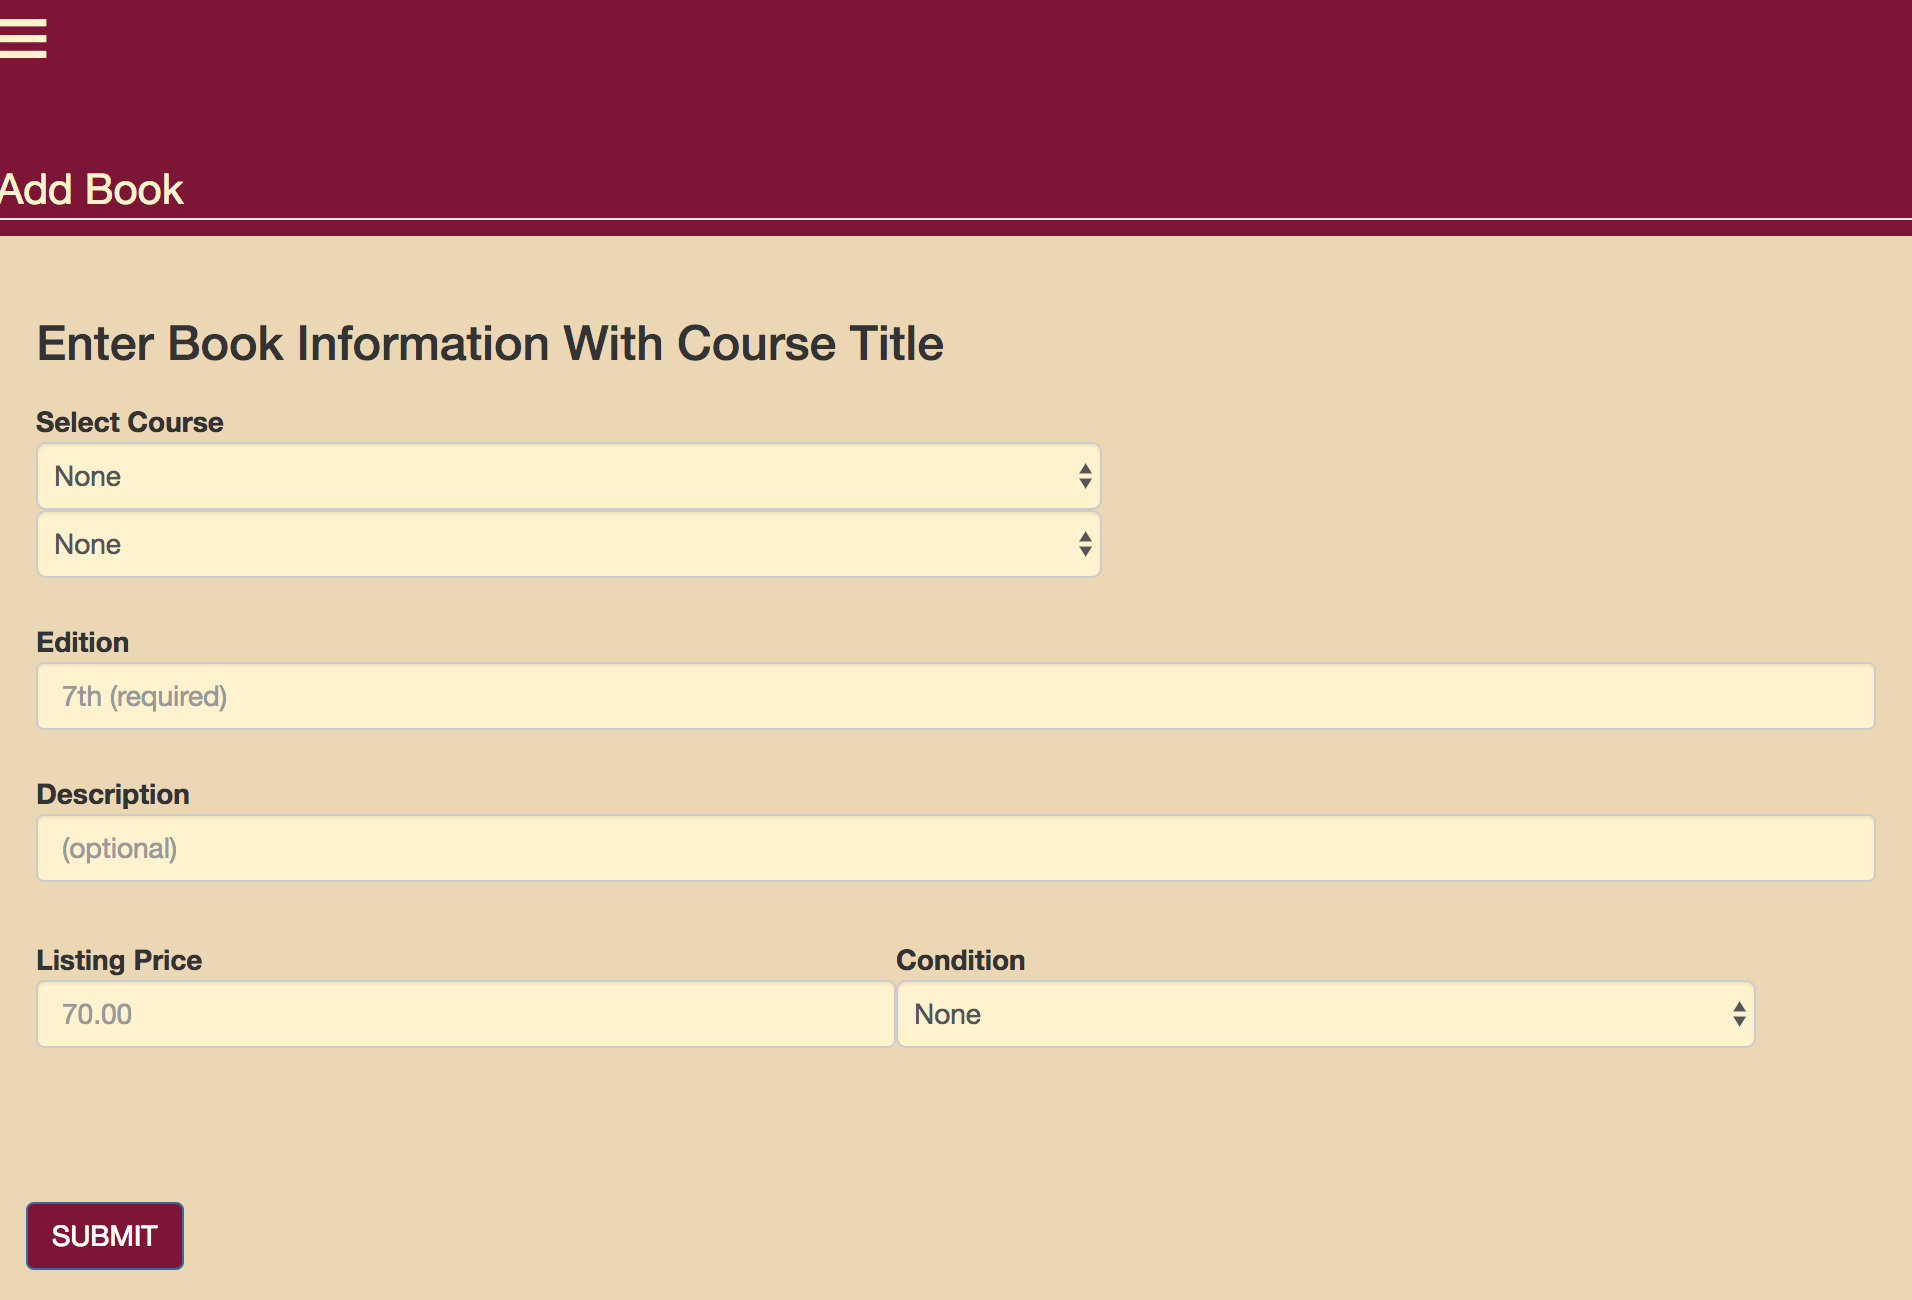 Add Book
Enter Book Information With Course Title
Select Course
None
None
Edition
7th (required)
Description
(optional)
Listing Price Condition
70.00 None
SUBMIT